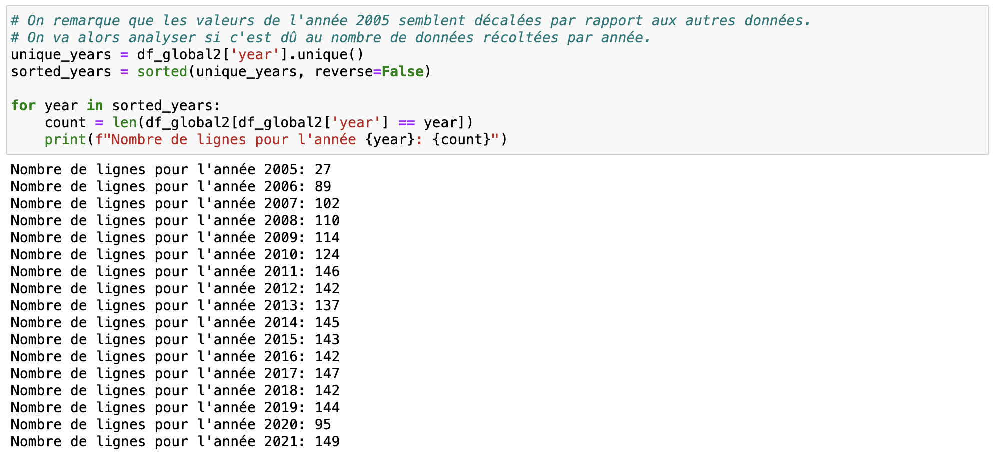 # On remarque que les valeurs de l'année 2005 semblent décalées par rapport aux autres données.
# On va alors analyser si c'est dû au nombre de données récoltées par année.
unique_years = df_global2['year'].unique()
sorted_years = sorted(unique_years, reverse=False)
for year in sorted_years:
    count = len(df_global2[df_global2['year'] == year])
    print(f"Nombre de lignes pour l'année {year}: {count}")
Nombre de lignes pour l'année 2005: 27
Nombre de lignes pour l'année 2006: 89
Nombre de lignes pour l'année 2007: 102
Nombre de lignes pour l'année 2008: 110
Nombre de lignes pour l'année 2009: 114
Nombre de lignes pour l'année 2010: 124
Nombre de lignes pour l'année 2011: 146
Nombre de lignes pour l'année 2012: 142
Nombre de lignes pour l'année 2013: 137
Nombre de lignes pour l'année 2014: 145
Nombre de lignes pour l'année 2015: 143
Nombre de lignes pour l'année 2016: 142
Nombre de lignes pour l'année 2017: 147
Nombre de lignes pour l'année 2018: 142
Nombre de lignes pour l'année 2019: 144
Nombre de lignes pour l'année 2020: 95
Nombre de lignes pour l'année 2021: 149